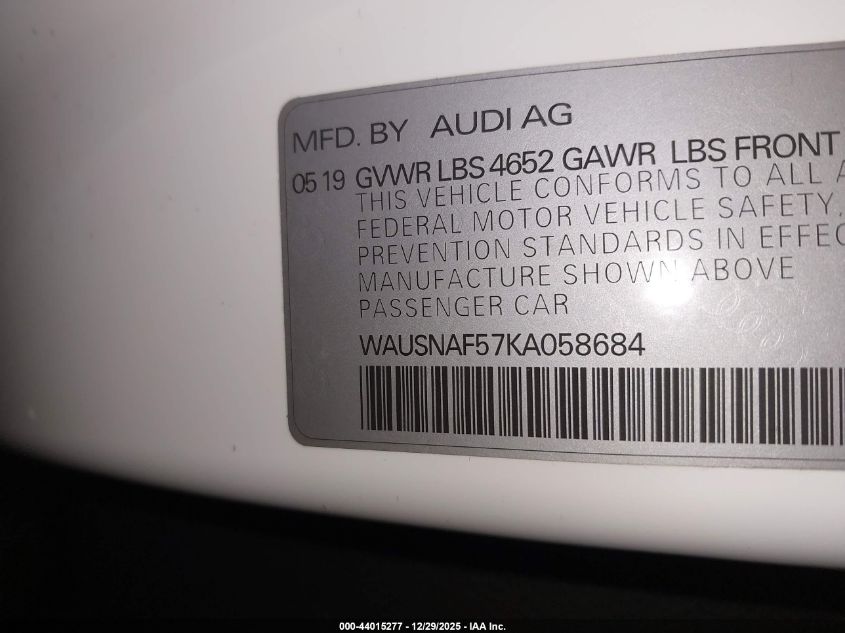 MFD. BY AUDI AG
05 19 GVWR LBS 4652 GAWR LBS FRONT
THIS VEHICLE CONFORMS TO ALL A
FEDERAL MOTOR VEHICLE SAFETY,
PREVENTION STANDARDS IN EFFEC
MANUFACTURE SHOWN ABOVE
PASSENGER CAR
WAUSNAF57KA058684
000-44015277 - 12/29/2025 - IAA Inc.